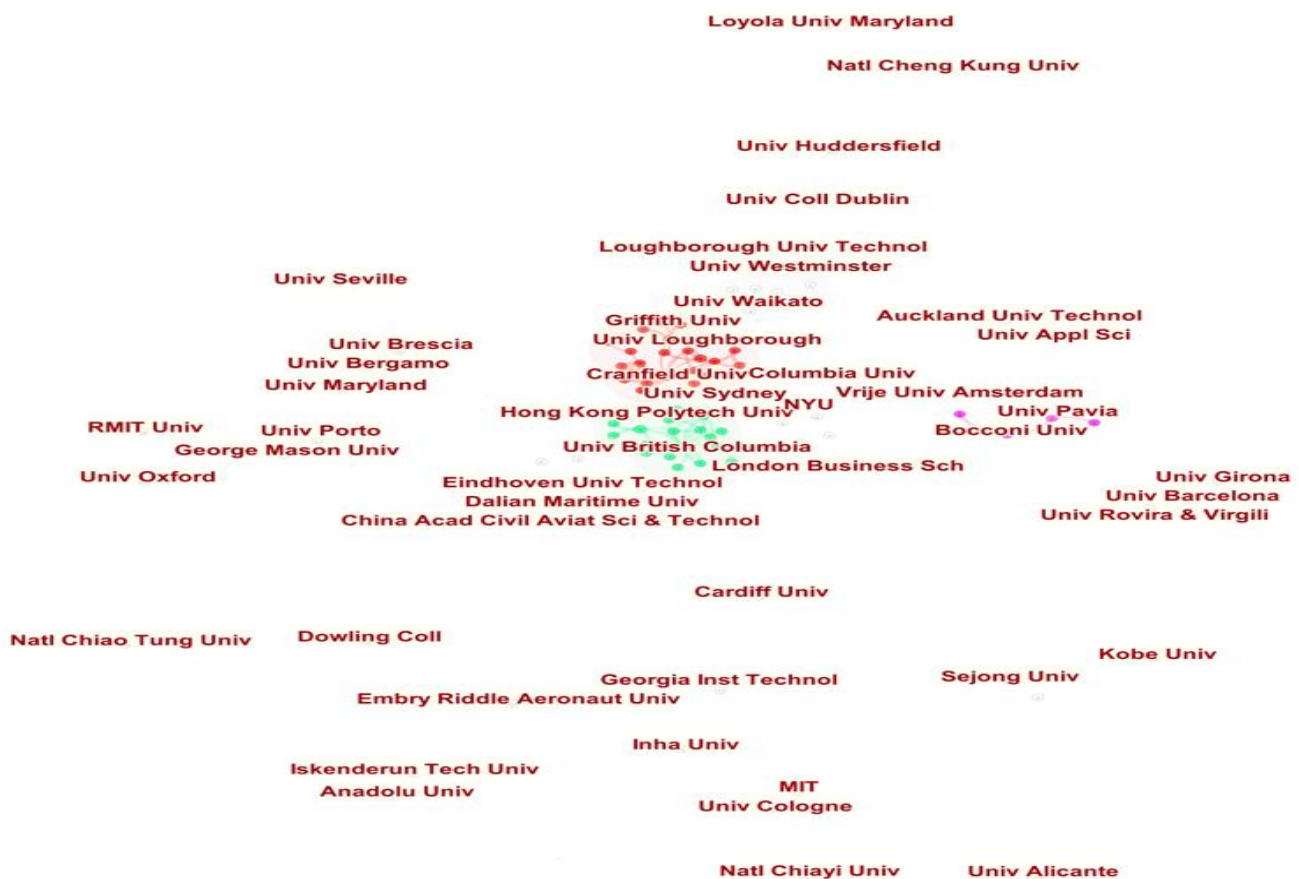 Loyola Univ Maryland
Natl Cheng Kung Univ
Univ Huddersfield
Univ Coll Dublin
Loughborough Univ Technol
Univ Westminster
Univ Seville
Univ Waikato
Auckland Univ Technol
Griffith Univ
Univ Appl Sci
Univ Loughborough
Univ Brescia
Univ Bergamo
Cranfield Univ
Columbia Univ
Univ Maryland
Univ Sydney
Vrije Univ Amsterdam
NYU
Hong Kong Polytech Univ
Univ Pavia
RMIT Univ
Univ Porto
Bocconi Univ
George Mason Univ
Univ British Columbia
London Business Sch
Univ Oxford
Univ Girona
Eindhoven Univ Technol
Univ Barcelona
Dalian Maritime Univ
Univ Rovira & Virgili
China Acad Civil Aviat Sci & Technol
Cardiff Univ
Natl Chiao Tung Univ
Dowling Coll
Kobe Univ
Georgia Inst Technol
Sejong Univ
Embry Riddle Aeronaut Univ
Inha Univ
Iskenderun Tech Univ
MIT
Anadolu Univ
Univ Cologne
Natl Chiayi Univ
Univ Alicante